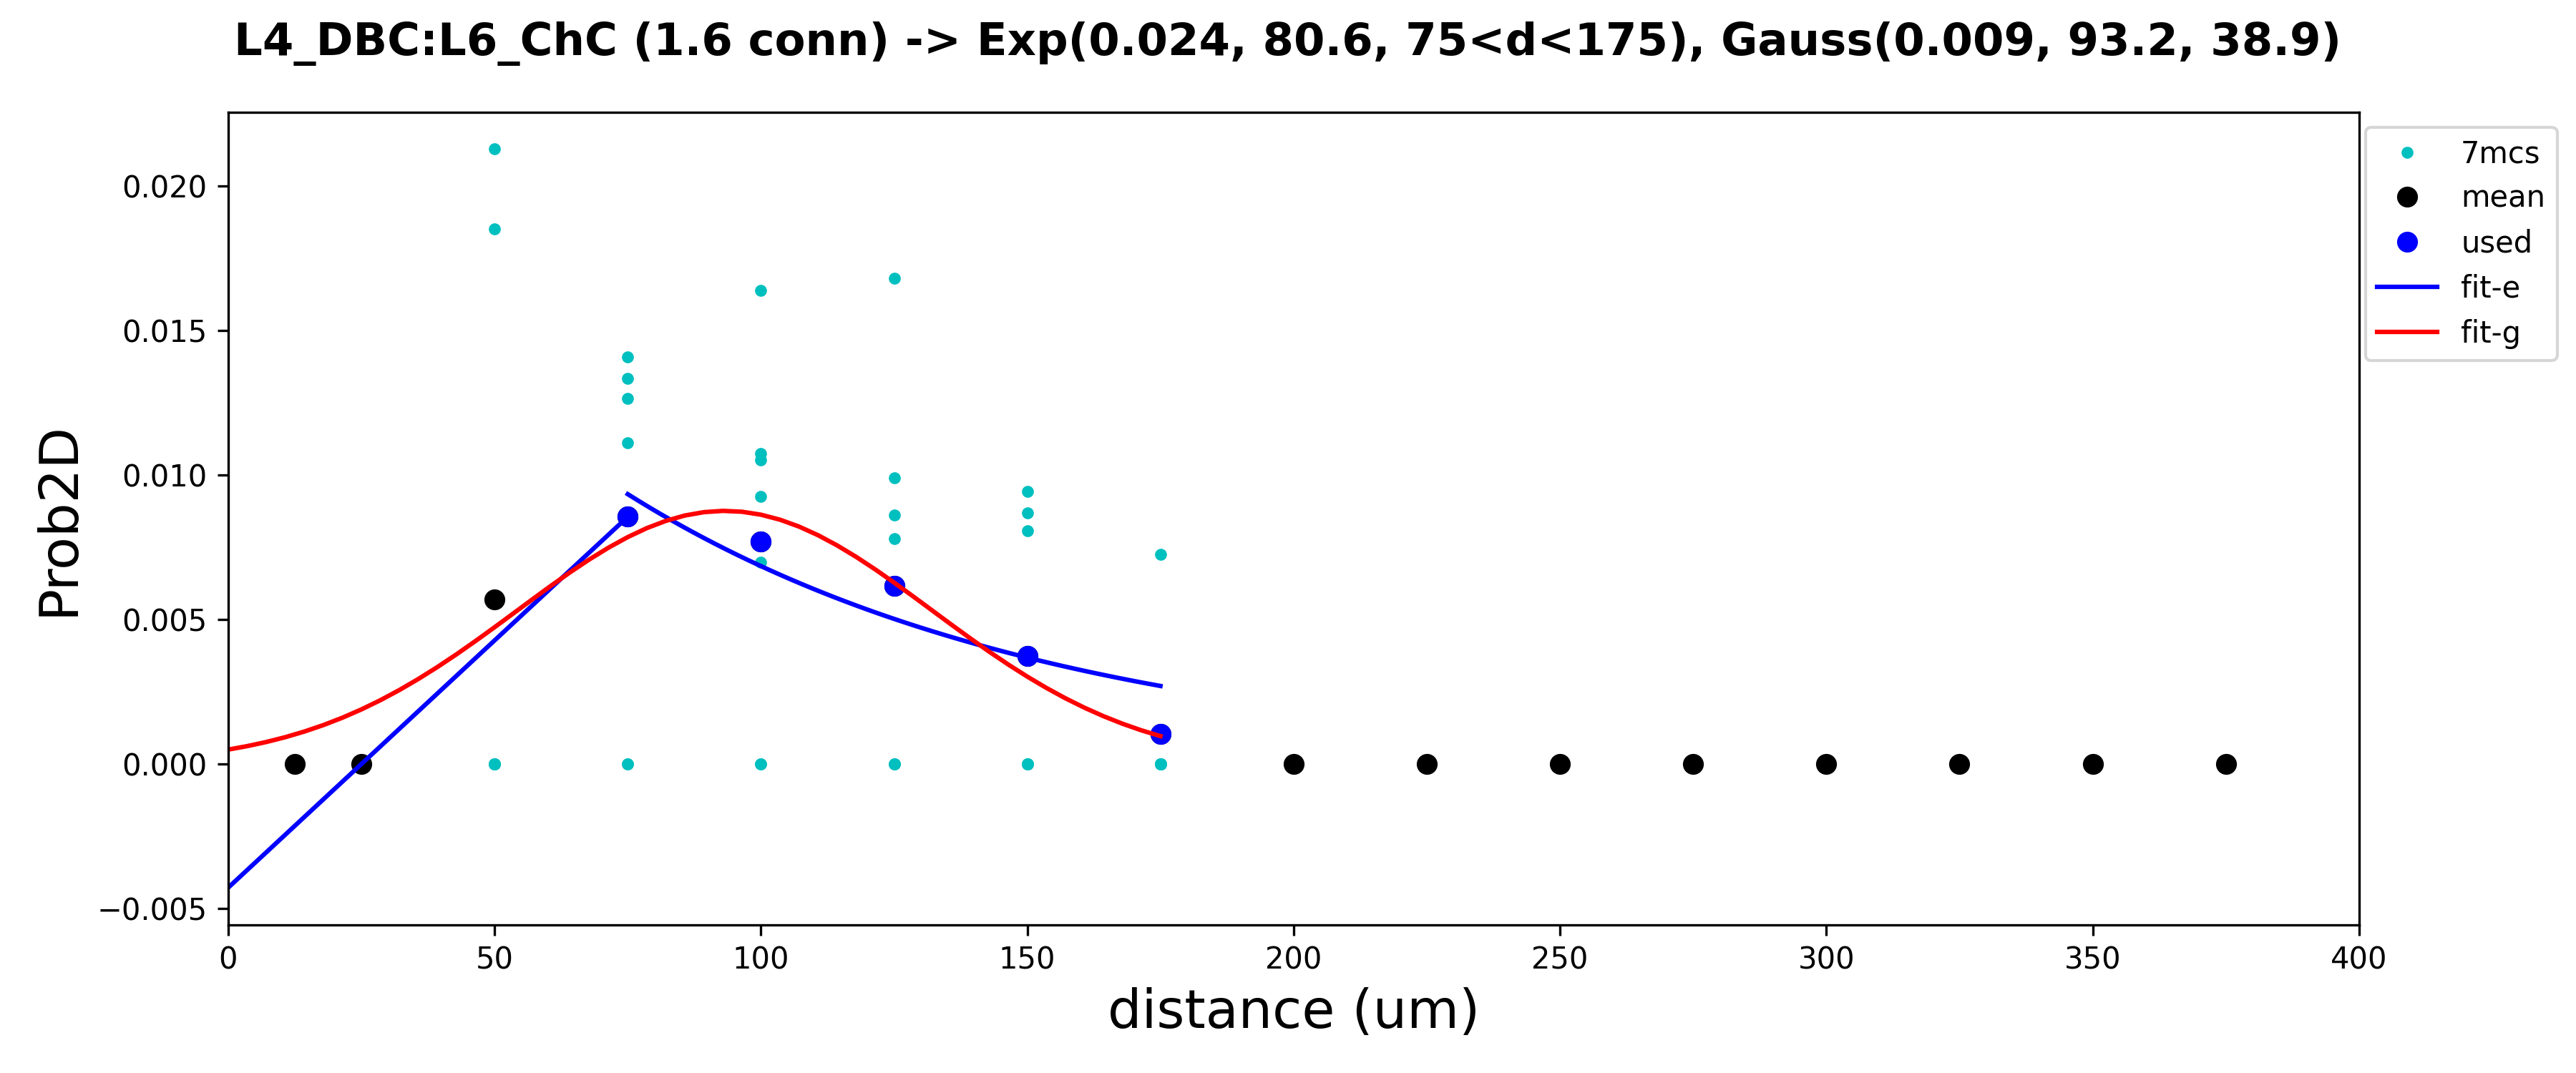 L4_DBC:L6_ChC (1.6 conn) -> Exp(0.024, 80.6, 75<d<175), Gauss(0.009, 93.2, 38.9)
7mcs
mean
used
fit-e
fit-g
Prob2D
0.020
0.015
0.010
0.005
0.000
−0.005
0 50 100 150 200 250 300 350 400
distance (um)